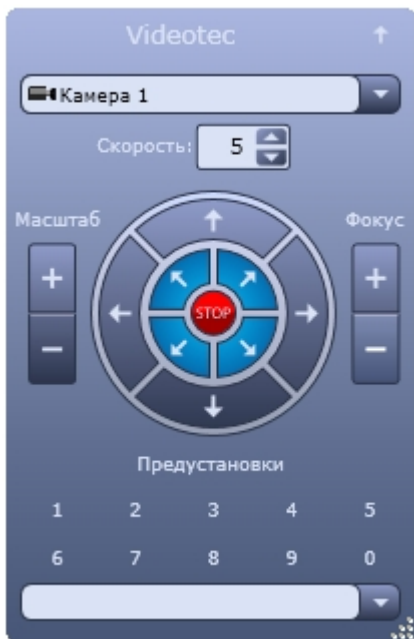 Videotec
Камера 1
Скорость: 5
Масштаб
Фокус
+ +
STOP
− −
Предустановки
1 2 3 4 5
6 7 8 9 0